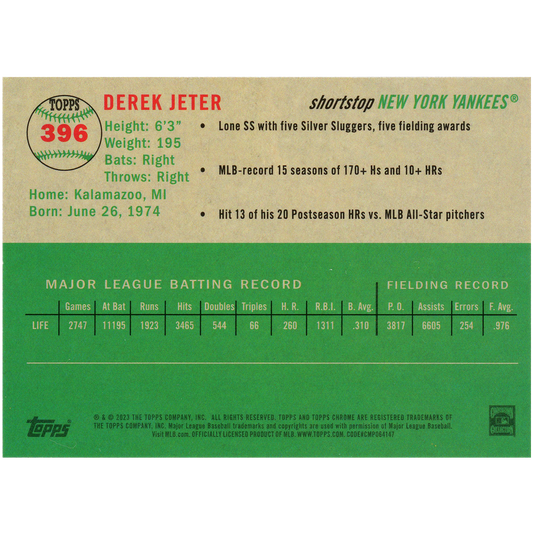 TOPPS
396
DEREK JETER
shortstop NEW YORK YANKEES®
Height: 6'3"
Weight: 195
Bats: Right
Throws: Right
Home: Kalamazoo, MI
Born: June 26, 1974
• Lone SS with five Silver Sluggers, five fielding awards
• MLB-record 15 seasons of 170+ Hs and 10+ HRs
• Hit 13 of his 20 Postseason HRs vs. MLB All-Star pitchers
MAJOR LEAGUE BATTING RECORD FIELDING RECORD
Games At Bat Runs Hits Doubles Triples H. R. R.B.I. B. Avg. P. O. Assists Errors F. Avg.
LIFE 2747 11195 1923 3465 544 66 260 1311 .310 3817 6605 254 .976
Topps
® & © 2023 THE TOPPS COMPANY, INC. ALL RIGHTS RESERVED. TOPPS AND TOPPS CHROME ARE REGISTERED TRADEMARKS OF
THE TOPPS COMPANY, INC. Major League Baseball trademarks and copyrights are used with permission of Major League Baseball.
Visit MLB.com. OFFICIALLY LICENSED PRODUCT OF MLB. WWW.TOPPS.COM. CODE#CMP064147